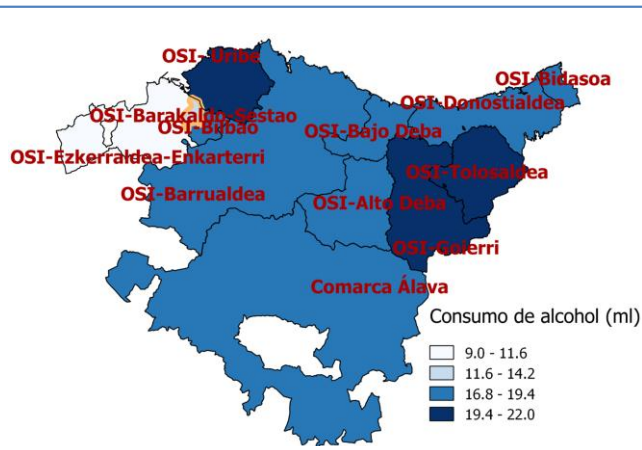 OSI-Uribe
OSI-Bidasoa
OSI-Donostialdea
OSI-Barakaldo-Sestao
OSI-Bilbao
OSI-Bajo Deba
OSI-Ezkerraldea-Enkarterri
OSI-Tolosaldea
OSI-Barrualdea
OSI-Alto Deba
OSI-Goierri
Comarca Álava
Consumo de alcohol (ml)
9.0 - 11.6
11.6 - 14.2
16.8 - 19.4
19.4 - 22.0